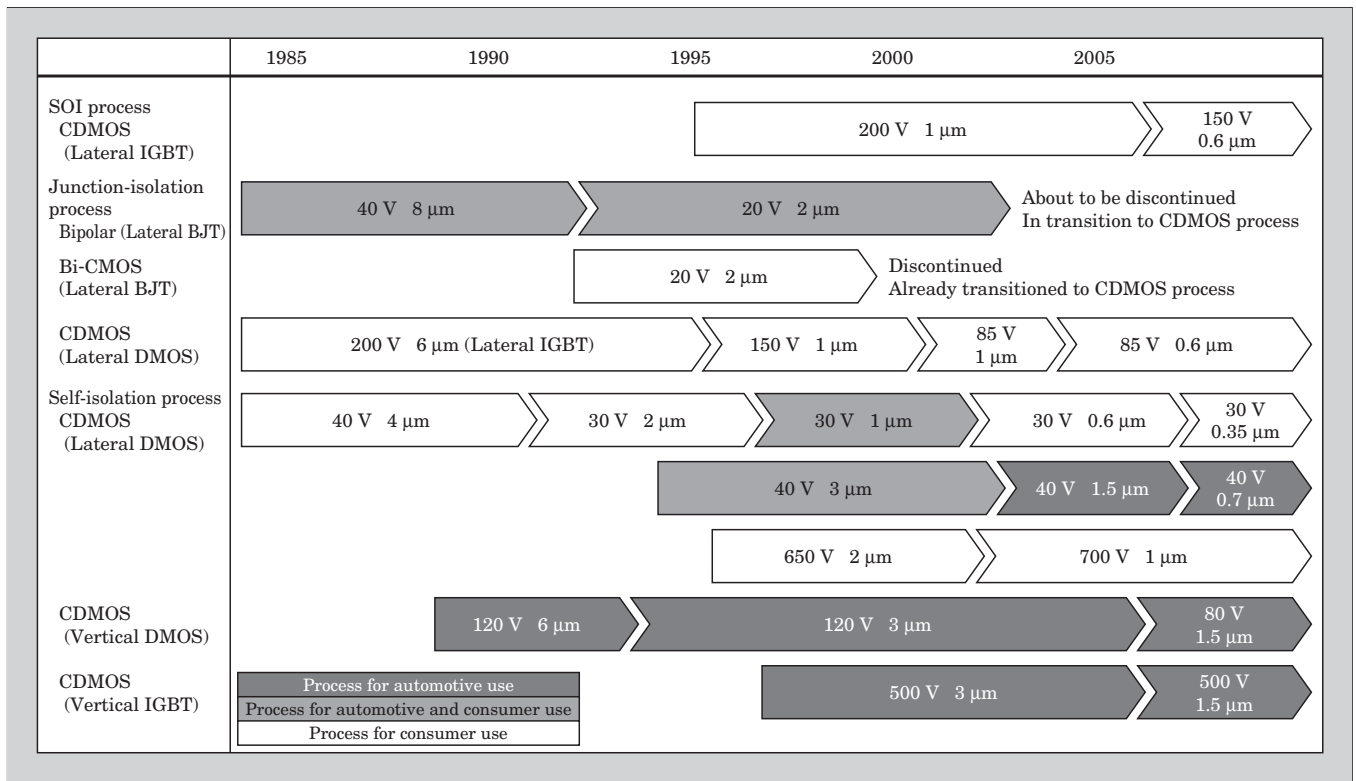 1985 1990 1995 2000 2005
SOI process
CDMOS
(Lateral IGBT)
200 V 1 μm
150 V
0.6 μm
Junction-isolation
process
Bipolar (Lateral BJT)
40 V 8 μm
20 V 2 μm
About to be discontinued
In transition to CDMOS process
Bi-CMOS
(Lateral BJT)
20 V 2 μm
Discontinued
Already transitioned to CDMOS process
CDMOS
(Lateral DMOS)
200 V 6 μm (Lateral IGBT)
150 V 1 μm
85 V
1 μm
85 V 0.6 μm
Self-isolation process
CDMOS
(Lateral DMOS)
40 V 4 μm
30 V 2 μm
30 V 1 μm
30 V 0.6 μm
30 V
0.35 μm
40 V 3 μm
40 V 1.5 μm
40 V
0.7 μm
650 V 2 μm
700 V 1 μm
CDMOS
(Vertical DMOS)
120 V 6 μm
120 V 3 μm
80 V
1.5 μm
CDMOS
(Vertical IGBT)
500 V 3 μm
500 V
1.5 μm
Process for automotive use
Process for automotive and consumer use
Process for consumer use